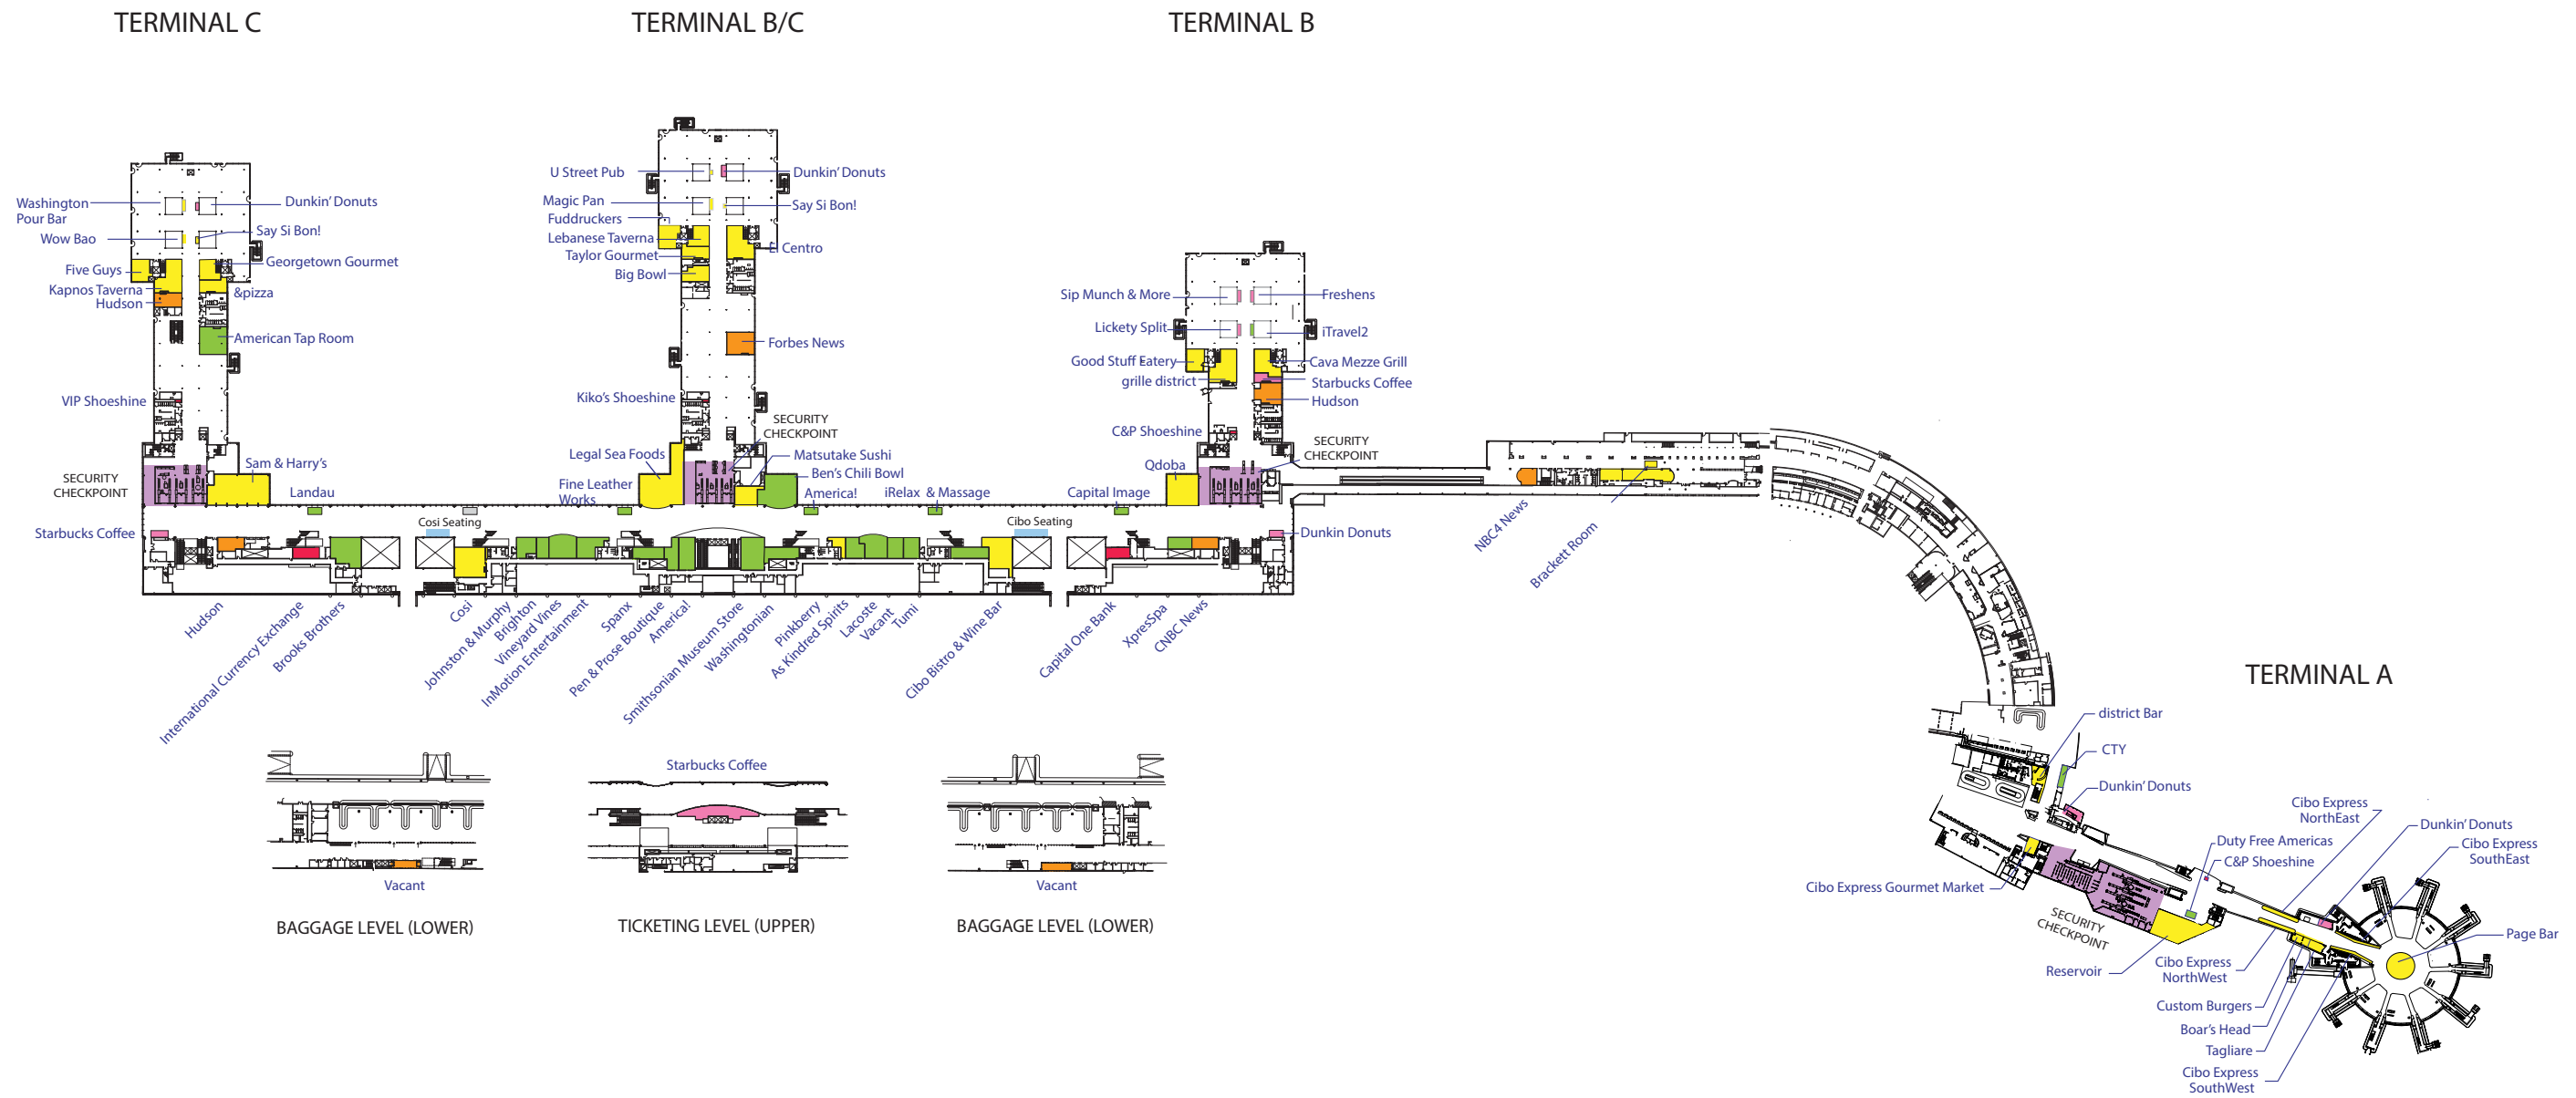 TERMINAL C
TERMINAL B/C
TERMINAL B
Washington
Pour Bar
Dunkin' Donuts
Wow Bao
Say Si Bon!
Five Guys
Georgetown Gourmet
Kapnos Taverna
&pizza
Hudson
American Tap Room
VIP Shoeshine
SECURITY
CHECKPOINT
Sam & Harry's
Landau
Starbucks Coffee
U Street Pub
Dunkin' Donuts
Magic Pan
Say Si Bon!
Fuddruckers
Lebanese Taverna
El Centro
Taylor Gourmet
Big Bowl
Forbes News
Kiko's Shoeshine
SECURITY
CHECKPOINT
Legal Sea Foods
Matsutake Sushi
Ben's Chili Bowl
Fine Leather
Works
America!
iRelax & Massage
Cosi Seating
Cibo Seating
Sip Munch & More
Freshens
Lickety Split
iTravel2
Good Stuff Eatery
Cava Mezze Grill
grille district
Starbucks Coffee
Hudson
C&P Shoeshine
SECURITY
CHECKPOINT
Qdoba
Capital Image
Dunkin Donuts
NBC4 News
Brackett Room
Hudson
International Currency Exchange
Brooks Brothers
Cosi
Johnston & Murphy
Brighton
Vineyard Vines
InMotion Entertainment
Spanx
Pen & Prose Boutique
America!
Smithsonian Museum Store
Washingtonian
Pinkberry
As Kindred Spirits
Lacoste
Vacant
Tumi
Cibo Bistro & Wine Bar
Capital One Bank
XpresSpa
CNBC News
TERMINAL A
district Bar
CTY
Dunkin' Donuts
Cibo Express
NorthEast
Dunkin' Donuts
Duty Free Americas
Cibo Express
SouthEast
C&P Shoeshine
Cibo Express Gourmet Market
SECURITY
CHECKPOINT
Page Bar
Reservoir
Cibo Express
NorthWest
Custom Burgers
Boar's Head
Tagliare
Cibo Express
SouthWest
Starbucks Coffee
Vacant
Vacant
BAGGAGE LEVEL (LOWER)
TICKETING LEVEL (UPPER)
BAGGAGE LEVEL (LOWER)